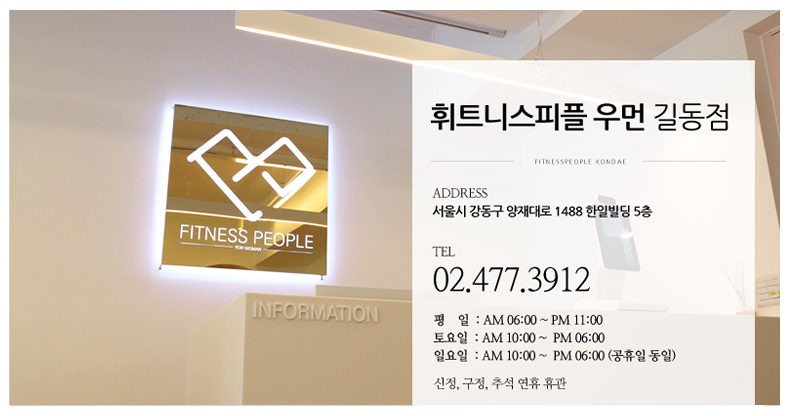 FITNESS PEOPLE
FOR WOMAN
INFORMATION
휘트니스피플 우먼 길동점
FITNESSPEOPLE KONDAE
ADDRESS
서울시 강동구 양재대로 1488 한일빌딩 5층
TEL
02.477.3912
평 일 : AM 06:00 ~ PM 11:00
토요일 : AM 10:00 ~ PM 06:00
일요일 : AM 10:00 ~ PM 06:00 (공휴일 동일)
신정, 구정, 추석 연휴 휴관